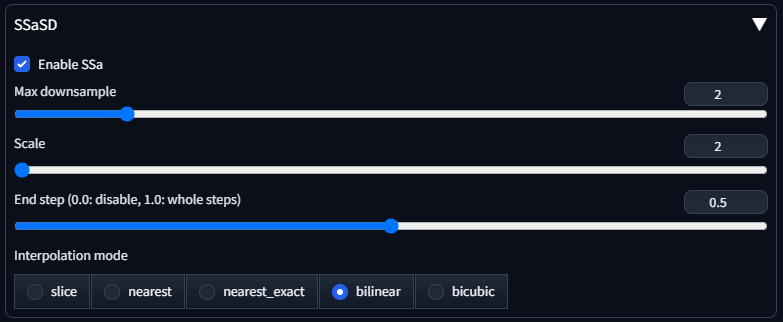 SSaSD
Enable SSa
Max downsample 2
Scale 2
End step (0.0: disable, 1.0: whole steps) 0.5
Interpolation mode
slice nearest nearest_exact bilinear bicubic